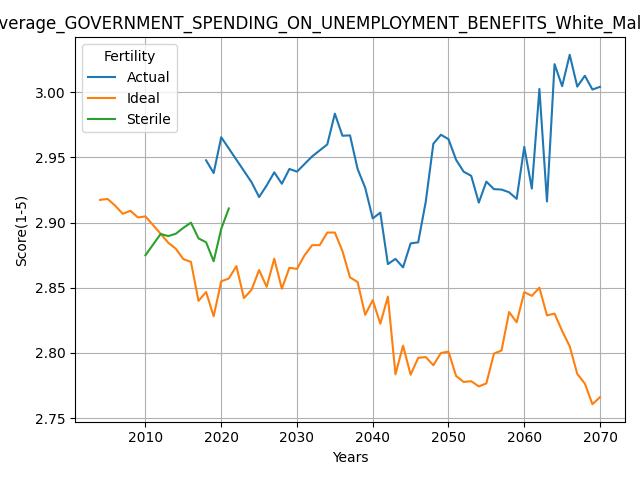 verage_GOVERNMENT_SPENDING_ON_UNEMPLOYMENT_BENEFITS_White_Mal
Fertility
Actual
Ideal
Sterile
Score(1-5)
3.00
2.95
2.90
2.85
2.80
2.75
2010 2020 2030 2040 2050 2060 2070
Years